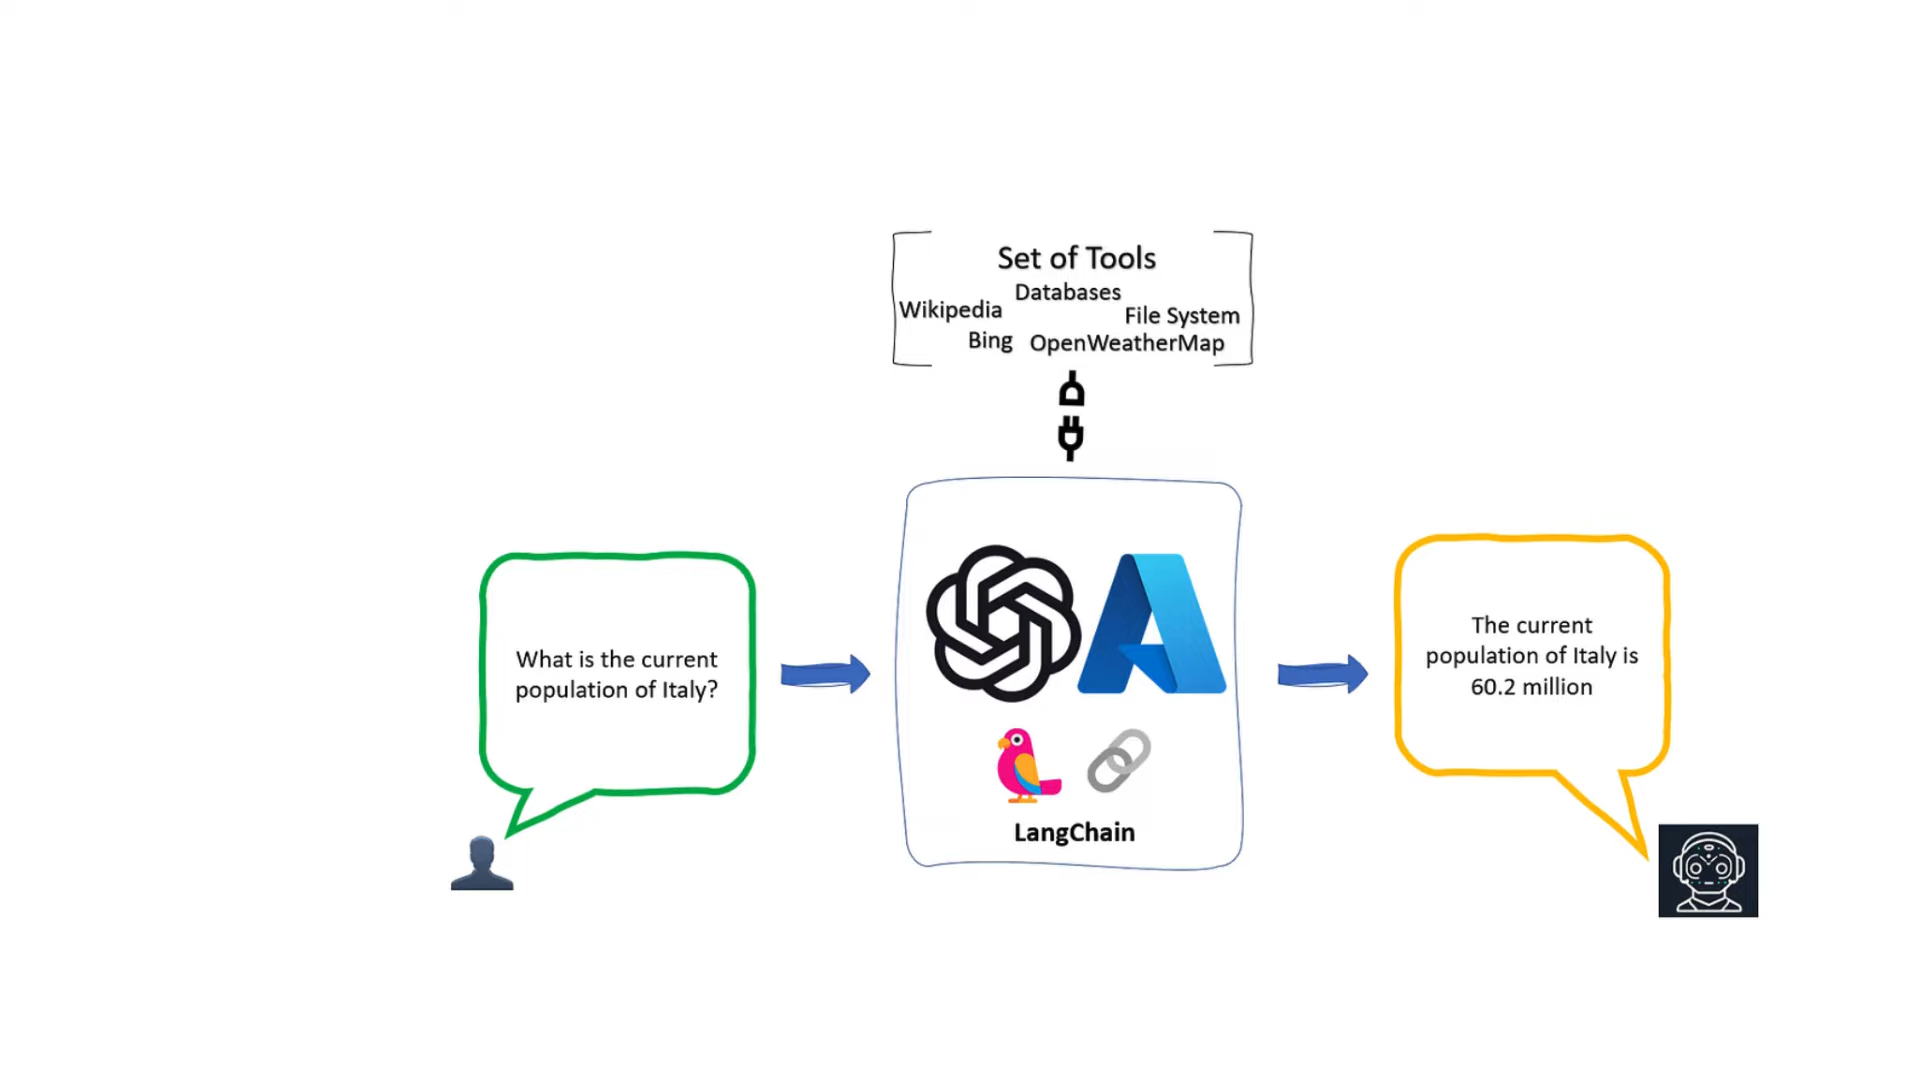 Set of Tools
Databases
Wikipedia
File System
Bing
OpenWeatherMap
What is the current
population of Italy?
LangChain
The current
population of Italy is
60.2 million